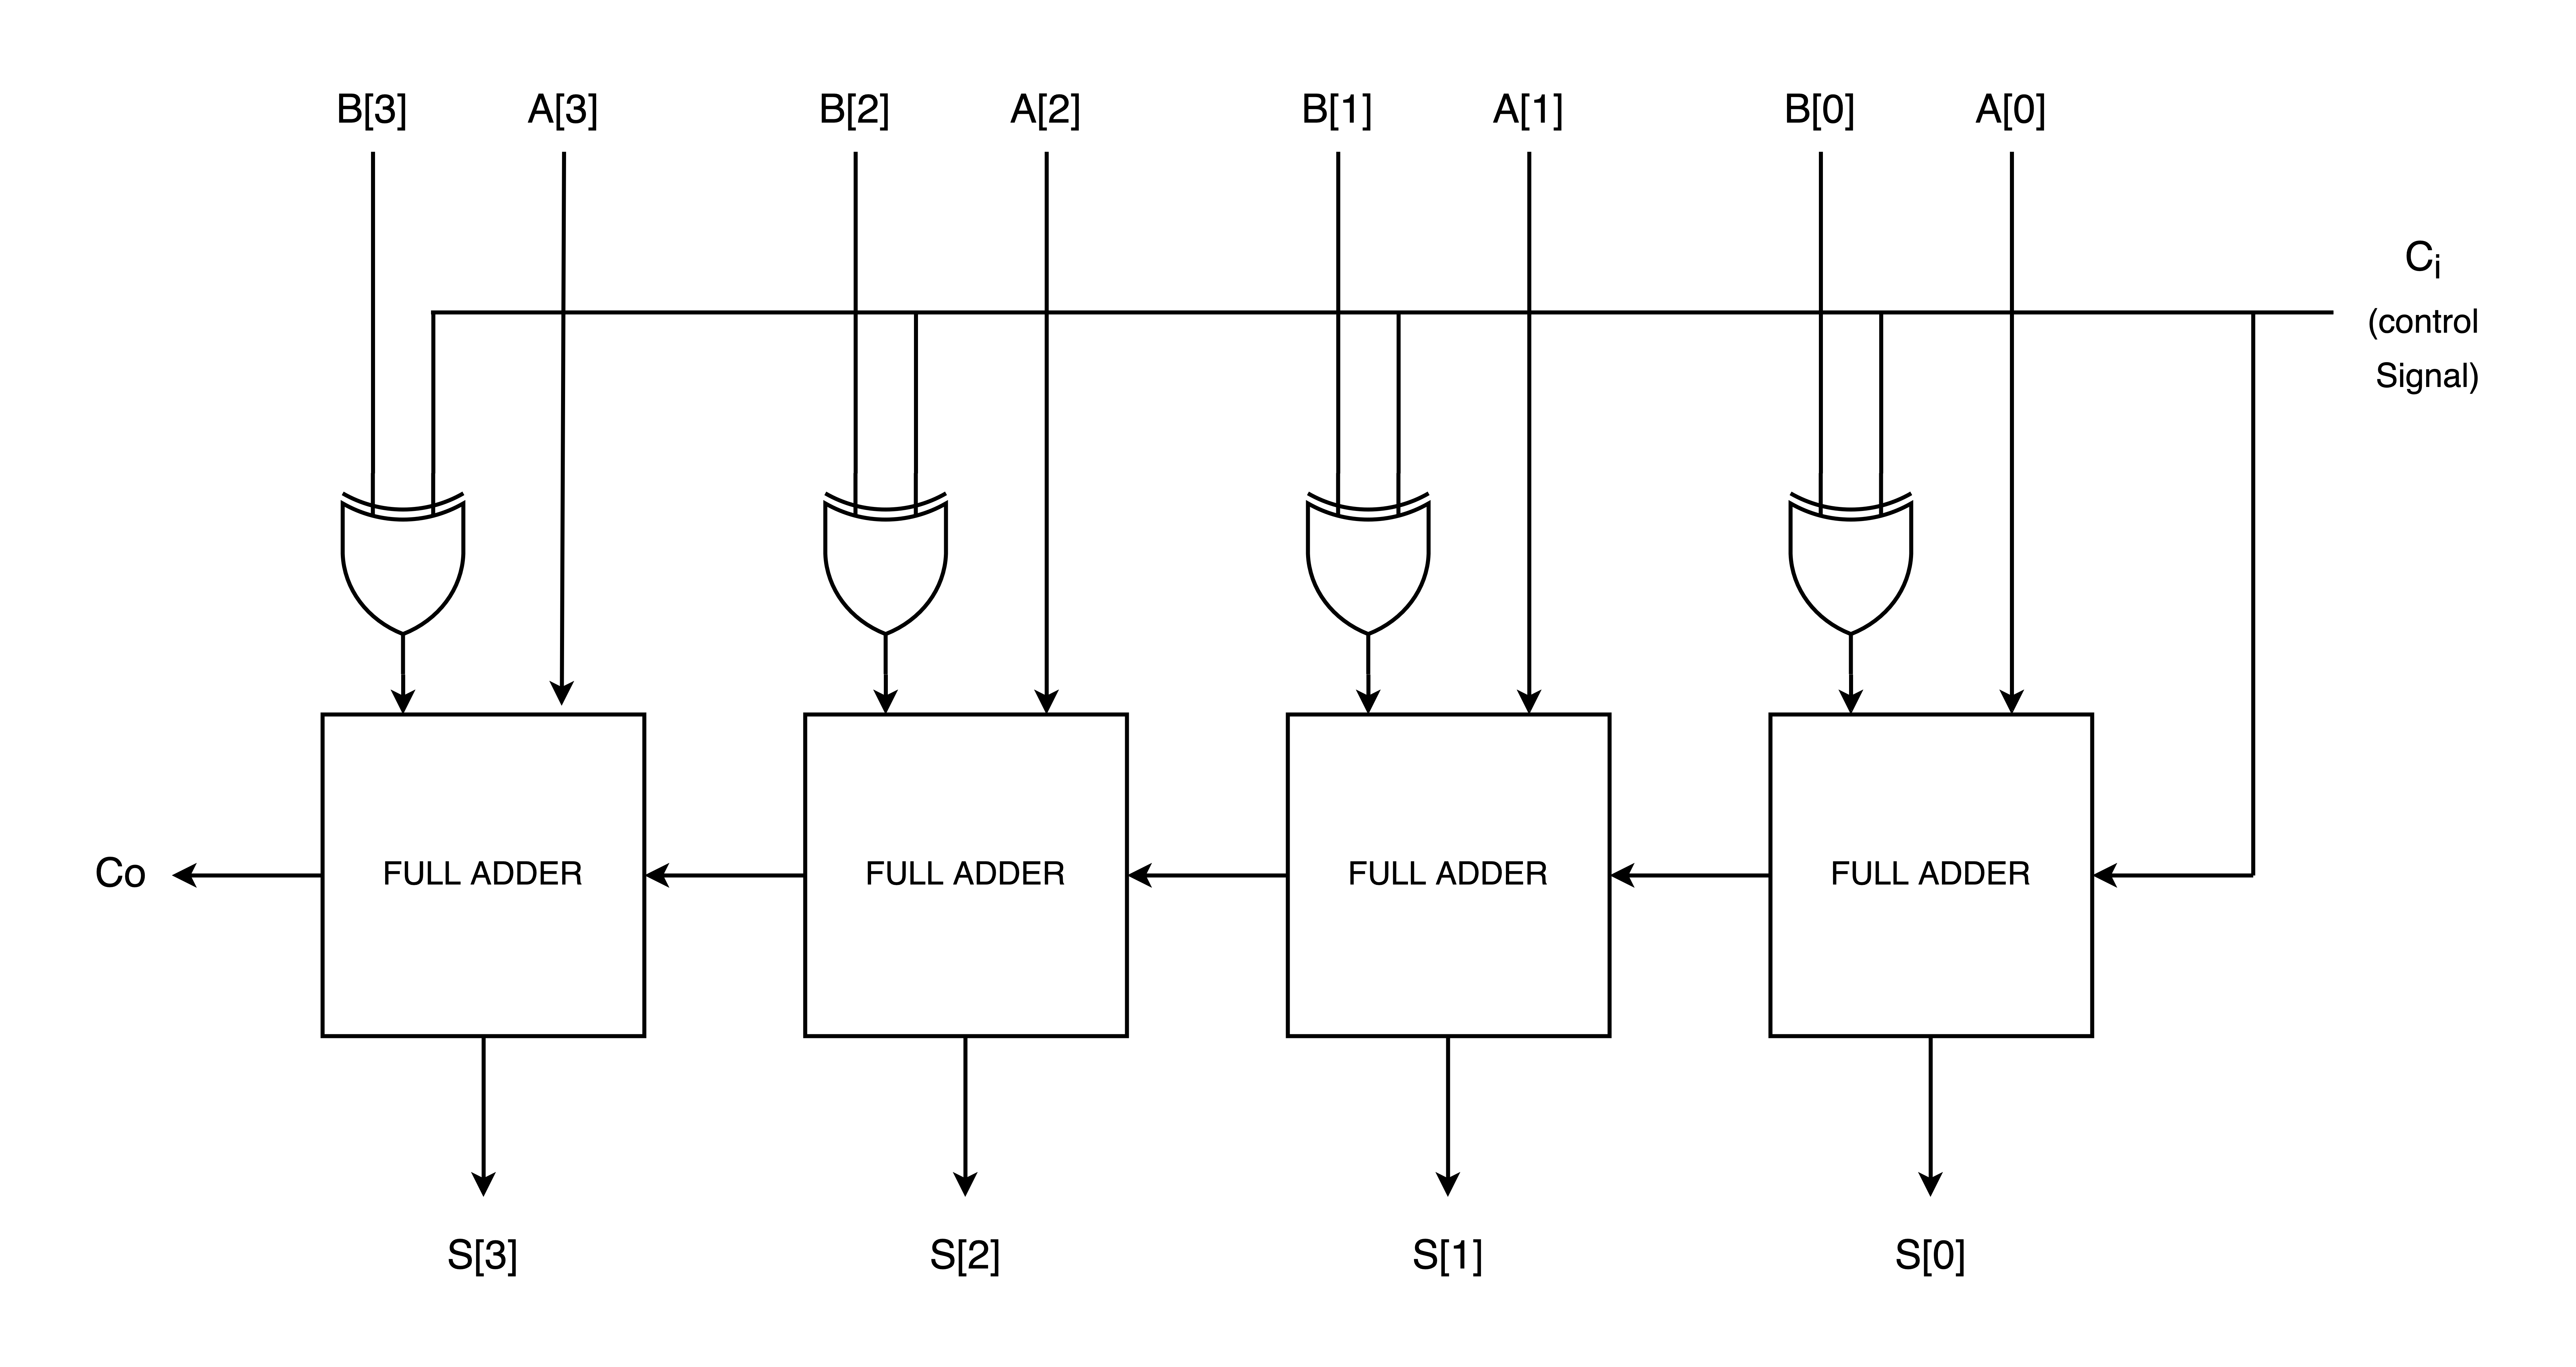 B[3] A[3] B[2] A[2] B[1] A[1] B[0] A[0]
Ci
(control
Signal)
Co FULL ADDER FULL ADDER FULL ADDER FULL ADDER
S[3] S[2] S[1] S[0]